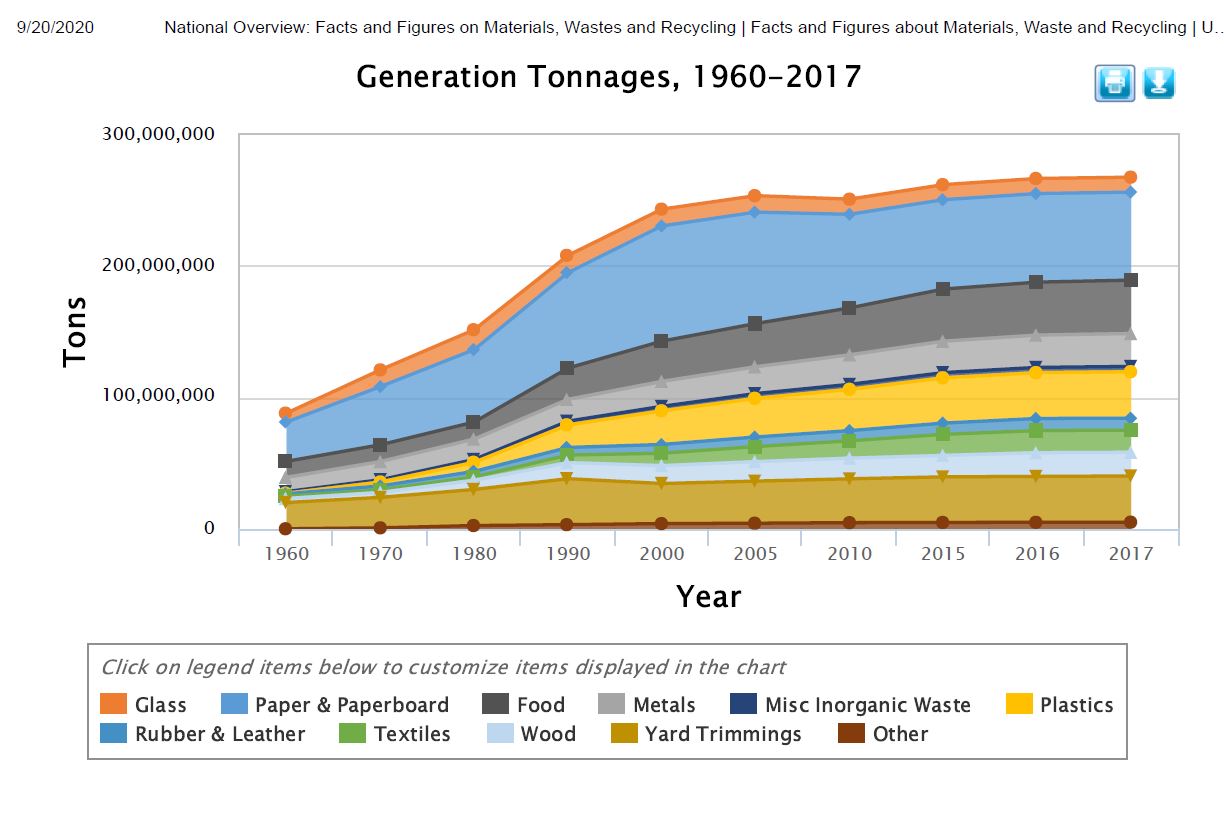 9/20/2020 National Overview: Facts and Figures on Materials, Wastes and Recycling | Facts and Figures about Materials, Waste and Recycling | U…
Generation Tonnages, 1960–2017
300,000,000
200,000,000
100,000,000
0
Tons
1960 1970 1980 1990 2000 2005 2010 2015 2016 2017
Year
Click on legend items below to customize items displayed in the chart
Glass Paper & Paperboard Food Metals Misc Inorganic Waste Plastics
Rubber & Leather Textiles Wood Yard Trimmings Other